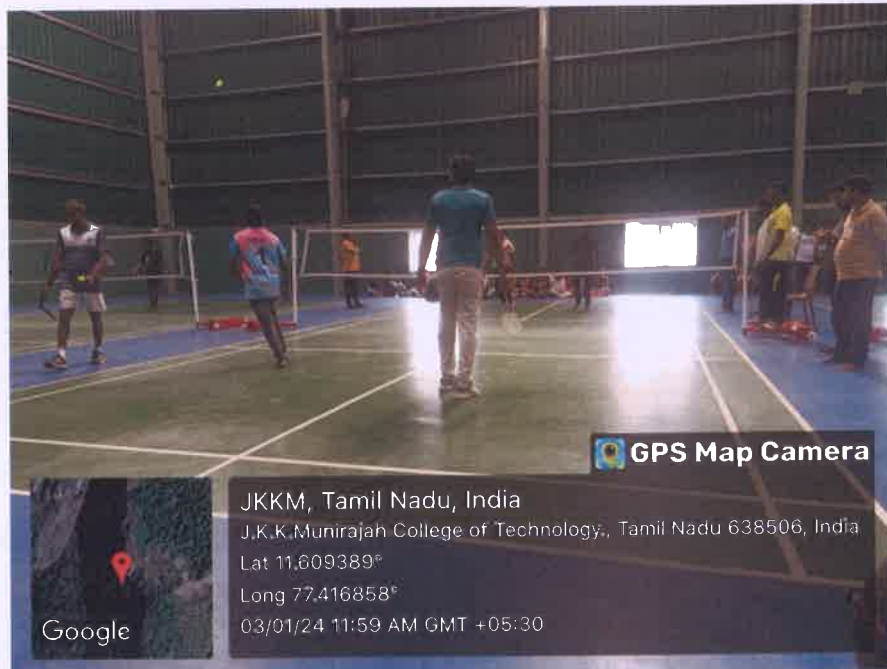 GPS Map Camera
JKKM, Tamil Nadu, India
J.K.K.Munirajah College of Technology,, Tamil Nadu 638506, India
Lat 11.609389°
Long 77.416858°
03/01/24 11:59 AM GMT +05:30
Google